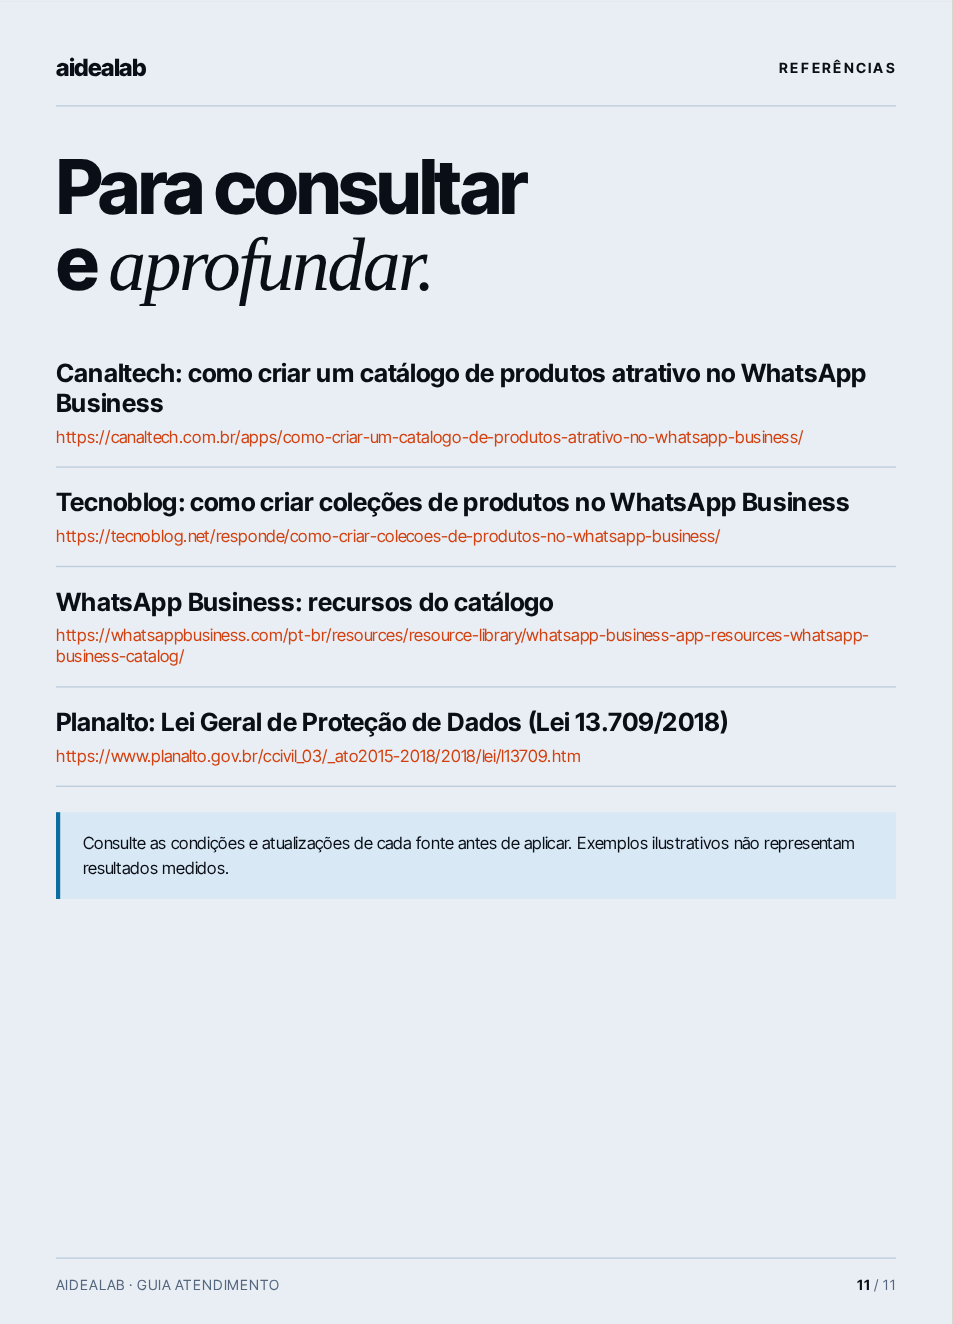 aidealab
REFERÊNCIAS
Para consultar
e aprofundar.
Canaltech: como criar um catálogo de produtos atrativo no WhatsApp
Business
https://canaltech.com.br/apps/como-criar-um-catalogo-de-produtos-atrativo-no-whatsapp-business/
Tecnoblog: como criar coleções de produtos no WhatsApp Business
https://tecnoblog.net/responde/como-criar-colecoes-de-produtos-no-whatsapp-business/
WhatsApp Business: recursos do catálogo
https://whatsappbusiness.com/pt-br/resources/resource-library/whatsapp-business-app-resources-whatsapp-
business-catalog/
Planalto: Lei Geral de Proteção de Dados (Lei 13.709/2018)
https://www.planalto.gov.br/ccivil_03/_ato2015-2018/2018/lei/l13709.htm
Consulte as condições e atualizações de cada fonte antes de aplicar. Exemplos ilustrativos não representam
resultados medidos.
AIDEALAB · GUIA ATENDIMENTO
11 / 11